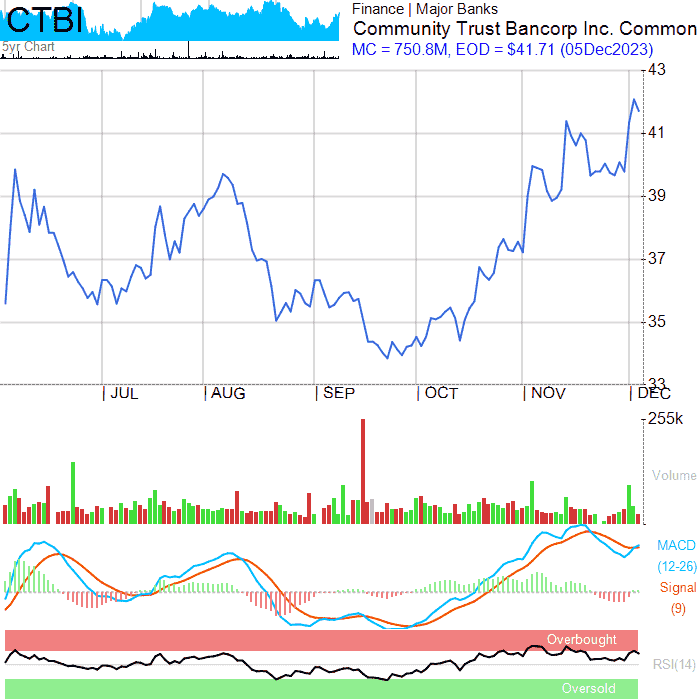 CTBI
5yr Chart
Finance | Major Banks
Community Trust Bancorp Inc. Common
MC = 750.8M, EOD = $41.71 (05Dec2023)
43
41
39
37
35
33
JUL AUG SEP OCT NOV DEC
255k
Volume
MACD
(12-26)
Signal
(9)
Overbought
RSI(14)
Oversold